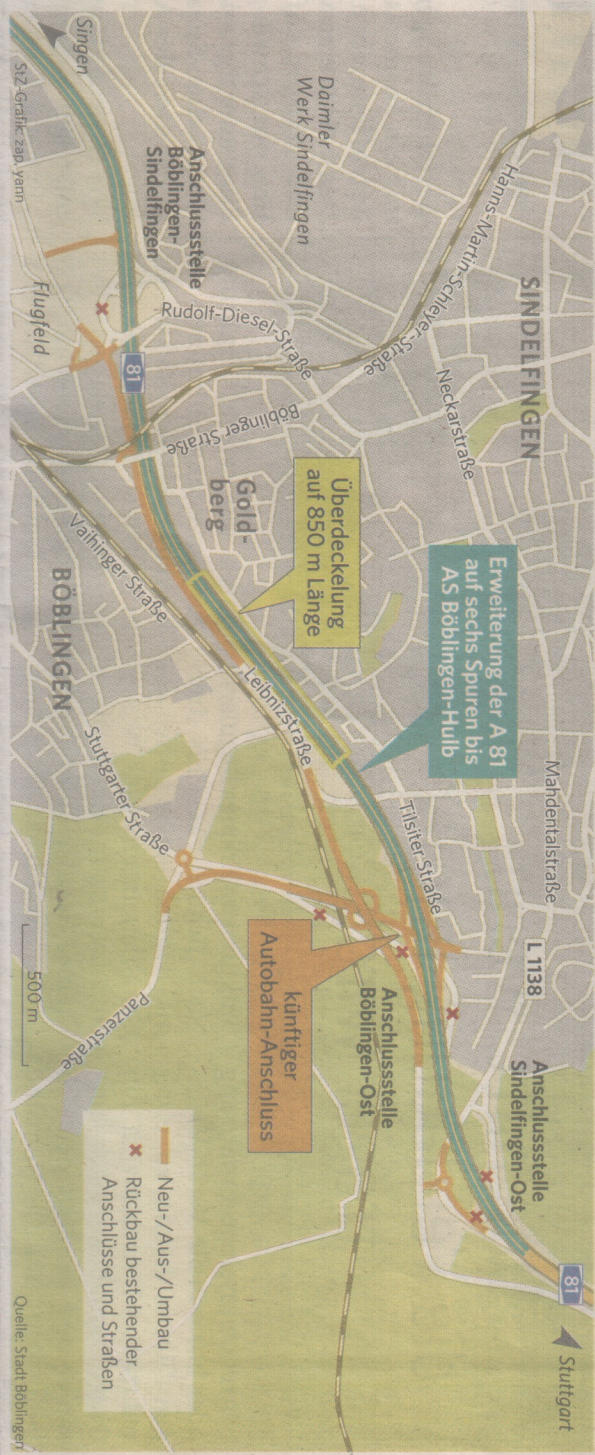 Singen
StZ-Grafik: zap, yann
Daimler
Werk Sindelfingen
Anschlussstelle
Böblingen-
Sindelfingen
Flugfeld
Rudolf-Diesel-Straße
Hanns-Martin-Schleyer-Straße
SINDELFINGEN
Neckarstraße
81
Böblinger Straße
Gold-
berg
Überdeckelung
auf 850 m Länge
Erweiterung der A 81
auf sechs Spuren bis
AS Böblingen-Hulb
Vaihinger Straße
BÖBLINGEN
Leibnizstraße
Stuttgarter Straße
Tilsiter Straße
Mahdentalstraße
L 1138
künftiger
Autobahn-Anschluss
Anschlussstelle
Böblingen-Ost
Anschlussstelle
Sindelfingen-Ost
500 m
Panzerstraße
81
Stuttgart
Neu-/Aus-/Umbau
Rückbau bestehender
Anschlüsse und Straßen
Quelle: Stadt Böblingen